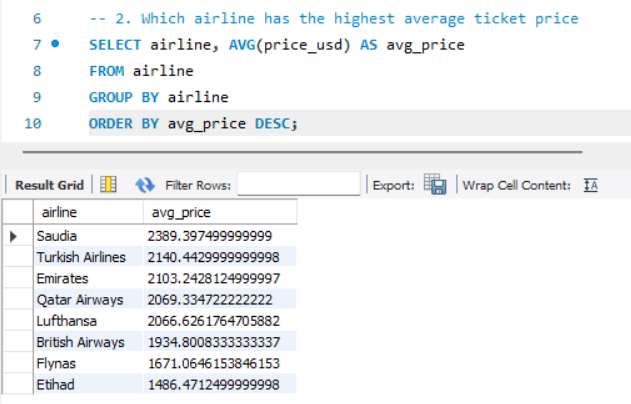 6 -- 2. Which airline has the highest average ticket price
7 SELECT airline, AVG(price_usd) AS avg_price
8 FROM airline
9 GROUP BY airline
10 ORDER BY avg_price DESC;
Result Grid Filter Rows: Export: Wrap Cell Content:
airline avg_price
Saudia 2389.397499999999
Turkish Airlines 2140.4429999999998
Emirates 2103.2428124999997
Qatar Airways 2069.334722222222
Lufthansa 2066.6261764705882
British Airways 1934.8008333333337
Flynas 1671.0646153846153
Etihad 1486.4712499999998